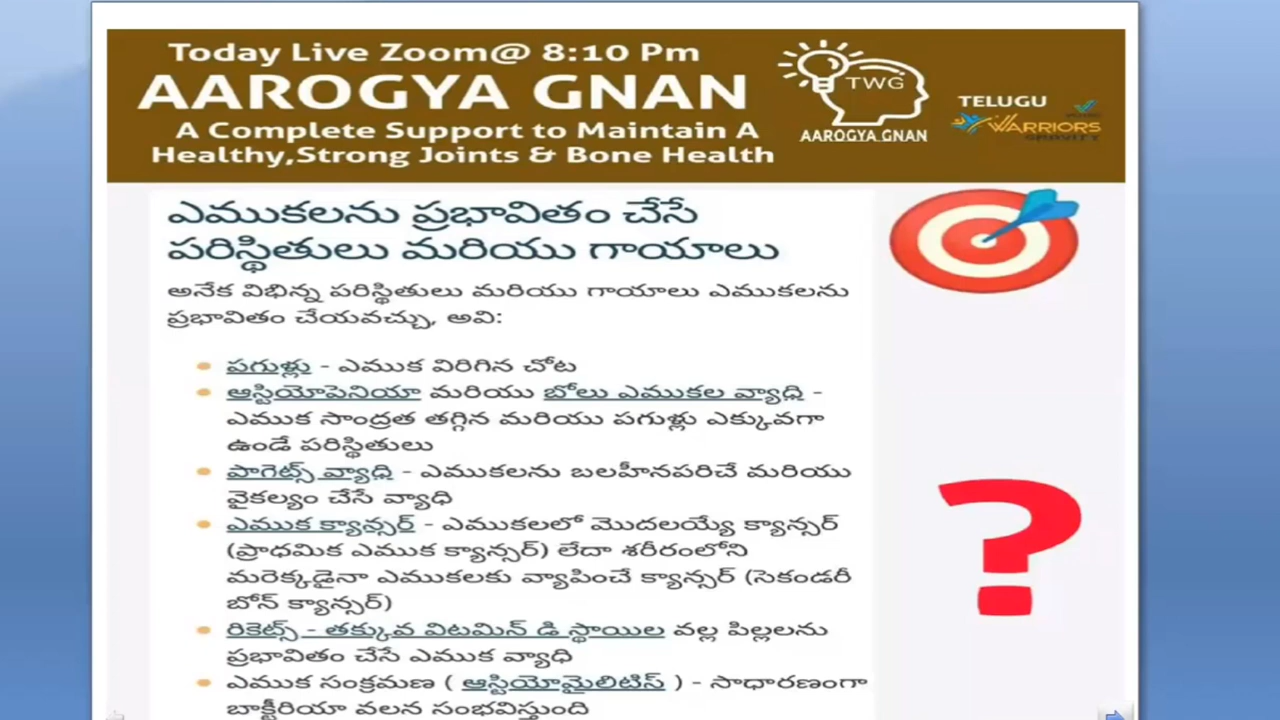 Today Live Zoom@ 8:10 Pm
AAROGYA GNAN
A Complete Support to Maintain A
Healthy,Strong Joints & Bone Health
TWG
AAROGYA.GNAN
TELUGU
WARRIORS
GRAVITY
ఎముకలను ప్రభావితం చేసే
పరిస్థితులు మరియు గాయాలు
అనేక విభిన్న పరిస్థితులు మరియు గాయాలు ఎముకలను
ప్రభావితం చేయవచ్చు, అవి:
• పగుళ్లు - ఎముక విరిగిన చోట
• ఆస్టియోపెనియా మరియు బోలు ఎముకల వ్యాధి -
ఎముక సాంద్రత తగ్గిన మరియు పగుళ్లు ఎక్కువగా
ఉండే పరిస్థితులు
• పాగెట్స్ వ్యాధి - ఎముకలను బలహీనపరిచే మరియు
వైకల్యం చేసే వ్యాధి
• ఎముక క్యాన్సర్ - ఎముకలలో మొదలయ్యే క్యాన్సర్
(ప్రాధమిక ఎముక క్యాన్సర్) లేదా శరీరంలోని
మరెక్కడైనా ఎముకలకు వ్యాపించే క్యాన్సర్ (సెకండరీ
బోన్ క్యాన్సర్)
• రికెట్స్ - తక్కువ విటమిన్ డి స్థాయిల వల్ల పిల్లలను
ప్రభావితం చేసే ఎముక వ్యాధి
• ఎముక సంక్రమణ ( ఆస్టియోమైలిటిస్ ) - సాధారణంగా
బాక్టీరియా వలన సంభవిస్తుంది